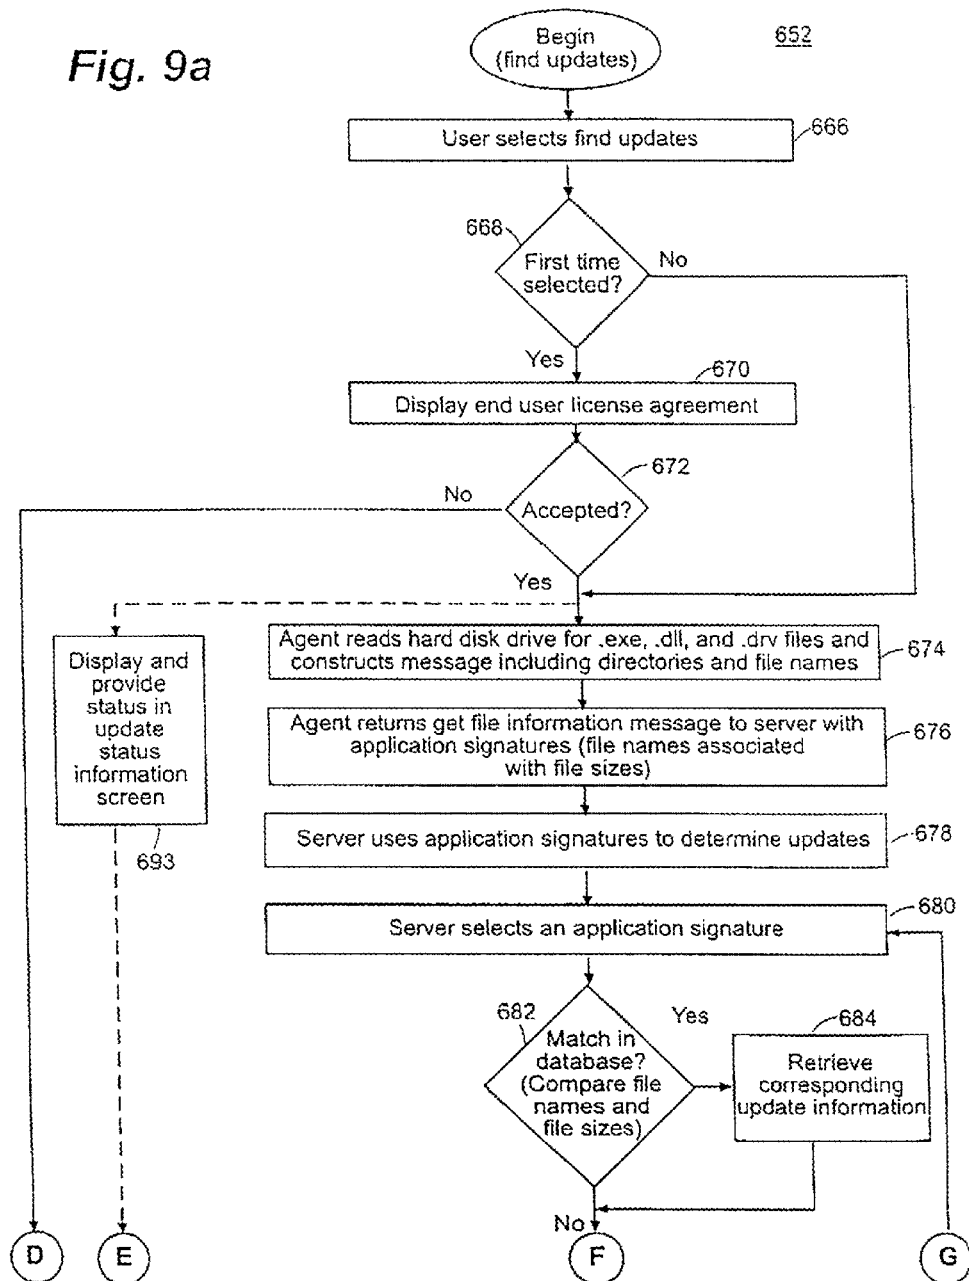 Fig. 9a
Begin
(find updates)
652
User selects find updates
666
668
First time
selected?
No
Yes
670
Display end user license agreement
672
No
Accepted?
Yes
Display and
provide
status in
update
status
information
screen
693
Agent reads hard disk drive for .exe, .dll, and .drv files and
constructs message including directories and file names
674
Agent returns get file information message to server with
application signatures (file names associated
with file sizes)
676
Server uses application signatures to determine updates
678
680
Server selects an application signature
682
Match in
database?
(Compare file
names and
file sizes)
Yes
684
Retrieve
corresponding
update information
No
D
E
F
G